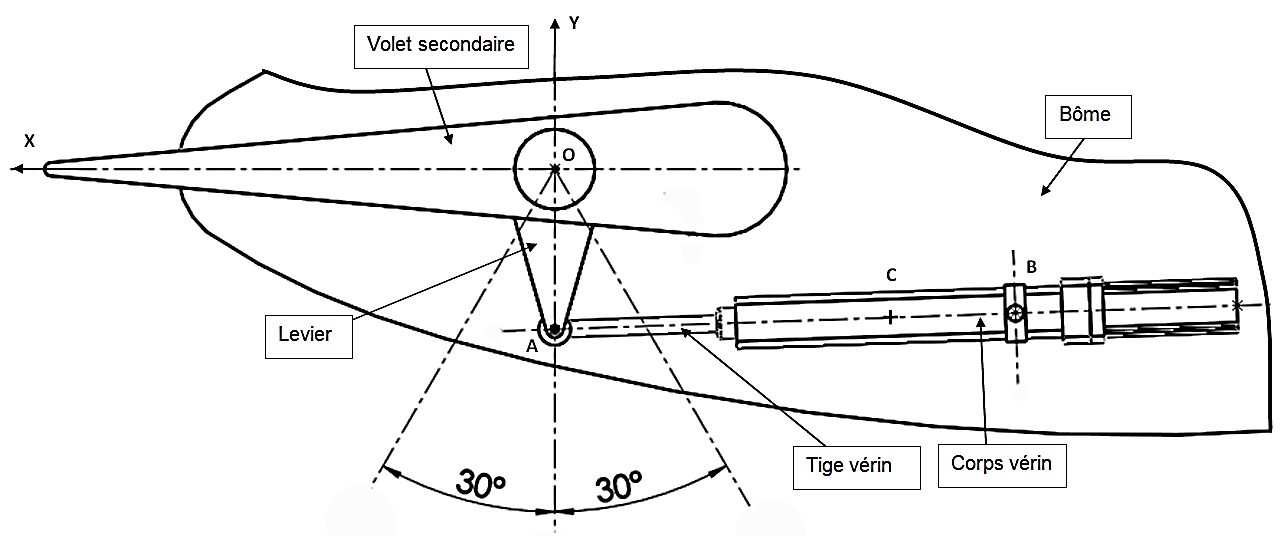 Y
Volet secondaire
X
O
Bôme
C
B
Levier
A
Tige vérin
Corps vérin
30°
30°